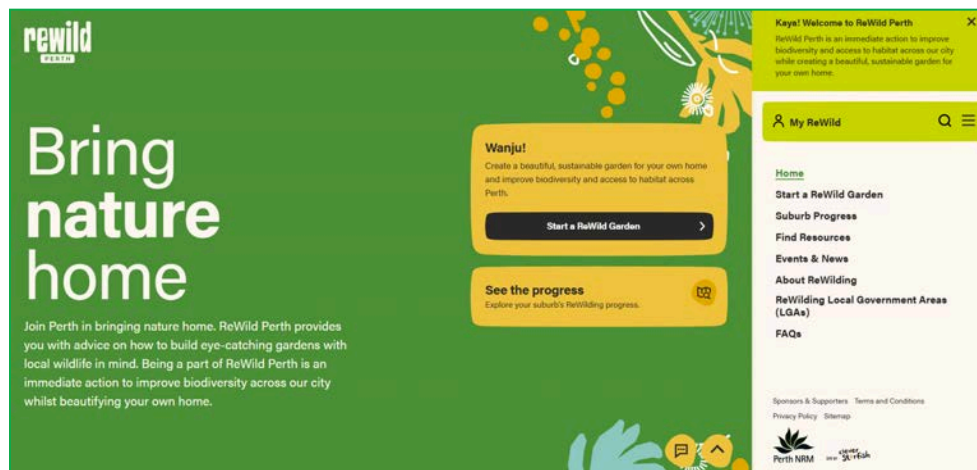 rewild
PERTH
Bring
nature
home
Join Perth in bringing nature home. ReWild Perth provides
you with advice on how to build eye-catching gardens with
local wildlife in mind. Being a part of ReWild Perth is an
immediate action to improve biodiversity across our city
whilst beautifying your own home.
Wanju!
Create a beautiful, sustainable garden for your own home
and improve biodiversity and access to habitat across
Perth.
Start a ReWild Garden
See the progress
Explore your suburb's ReWilding progress.
Kaya! Welcome to ReWild Perth
ReWild Perth is an immediate action to improve
biodiversity and access to habitat across our city
while creating a beautiful, sustainable garden for
your own home.
My ReWild
Home
Start a ReWild Garden
Suburb Progress
Find Resources
Events & News
About ReWilding
ReWilding Local Government Areas
(LGAs)
FAQs
Sponsors & Supporters Terms and Conditions
Privacy Policy Sitemap
Perth NRM
clever starfish